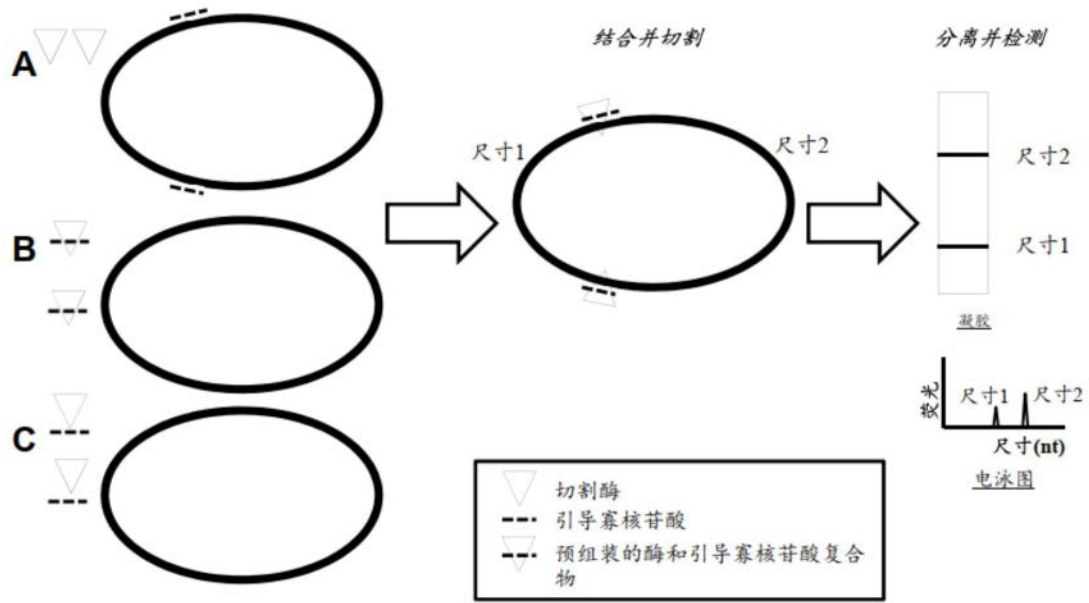 A
B
C
结合并切割
尺寸1
尺寸2
分离并检测
尺寸2
尺寸1
凝胶
荧光
尺寸1
尺寸2
尺寸(nt)
电泳图
切割酶
引导寡核苷酸
预组装的酶和引导寡核苷酸复合
物